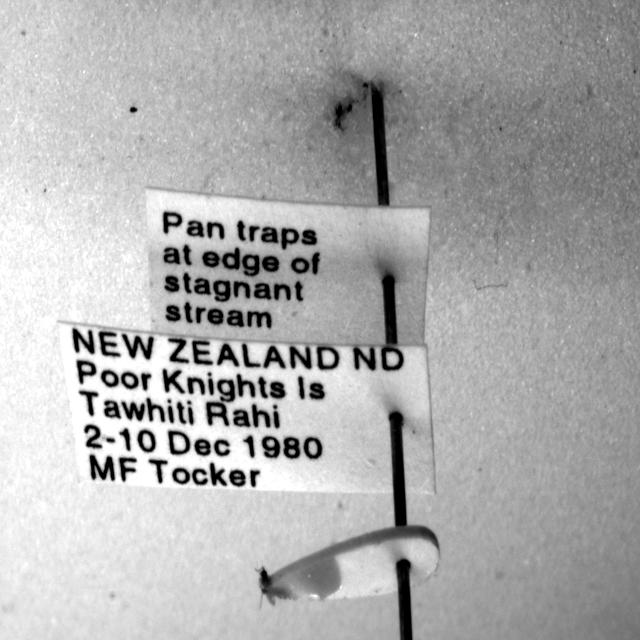 Pan traps
at edge of
stagnant
stream
NEW ZEALAND ND
Poor Knights Is
Tawhiti Rahi
2-10 Dec 1980
MF Tocker